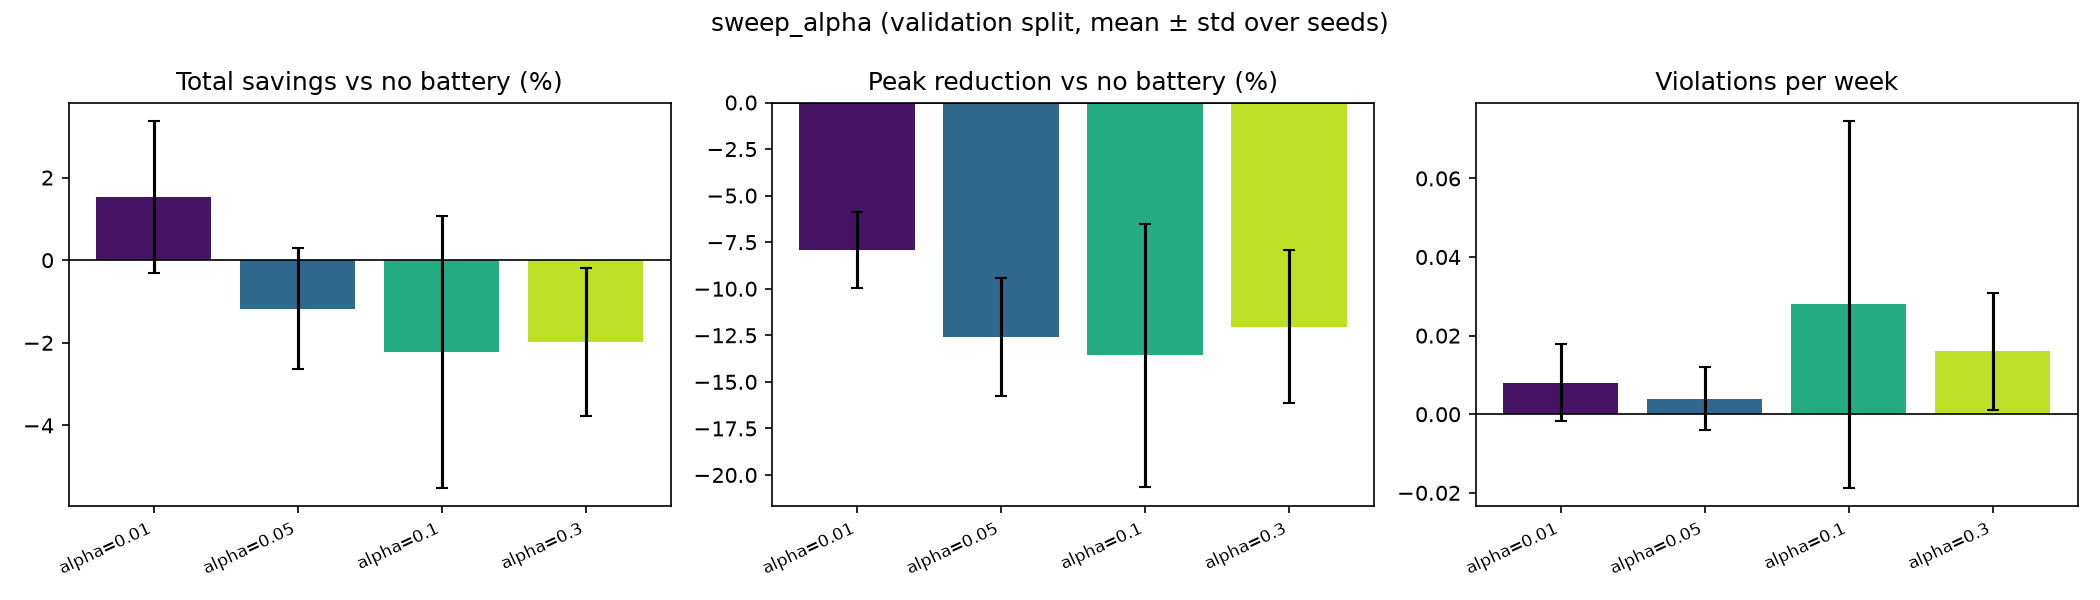 sweep_alpha (validation split, mean ± std over seeds)
Total savings vs no battery (%)
2
0
−2
−4
alpha=0.01
alpha=0.05
alpha=0.1
alpha=0.3
Peak reduction vs no battery (%)
0.0
−2.5
−5.0
−7.5
−10.0
−12.5
−15.0
−17.5
−20.0
alpha=0.01
alpha=0.05
alpha=0.1
alpha=0.3
Violations per week
0.06
0.04
0.02
0.00
−0.02
alpha=0.01
alpha=0.05
alpha=0.1
alpha=0.3